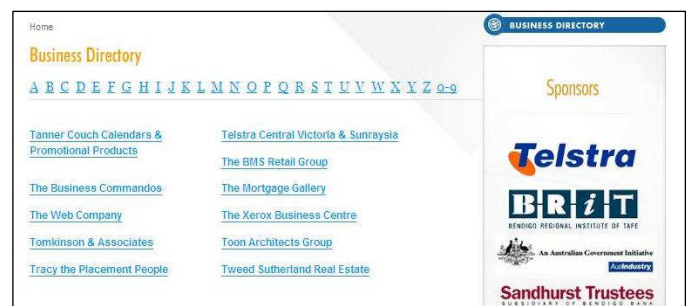 Home
Business Directory
A B C D E F G H I J K L M N O P Q R S T U V W X Y Z 0-9
Tanner Couch Calendars &
Promotional Products
Telstra Central Victoria & Sunraysia
The BMS Retail Group
The Business Commandos
The Mortgage Gallery
The Web Company
The Xerox Business Centre
Tomkinson & Associates
Toon Architects Group
Tracy the Placement People
Tweed Sutherland Real Estate
BUSINESS DIRECTORY
Sponsors
Telstra
BRiT
BENDIGO REGIONAL INSTITUTE OF TAFE
An Australian Government Initiative
AusIndustry
Sandhurst Trustees
SUBSIDIARY OF BENDIGO BANK